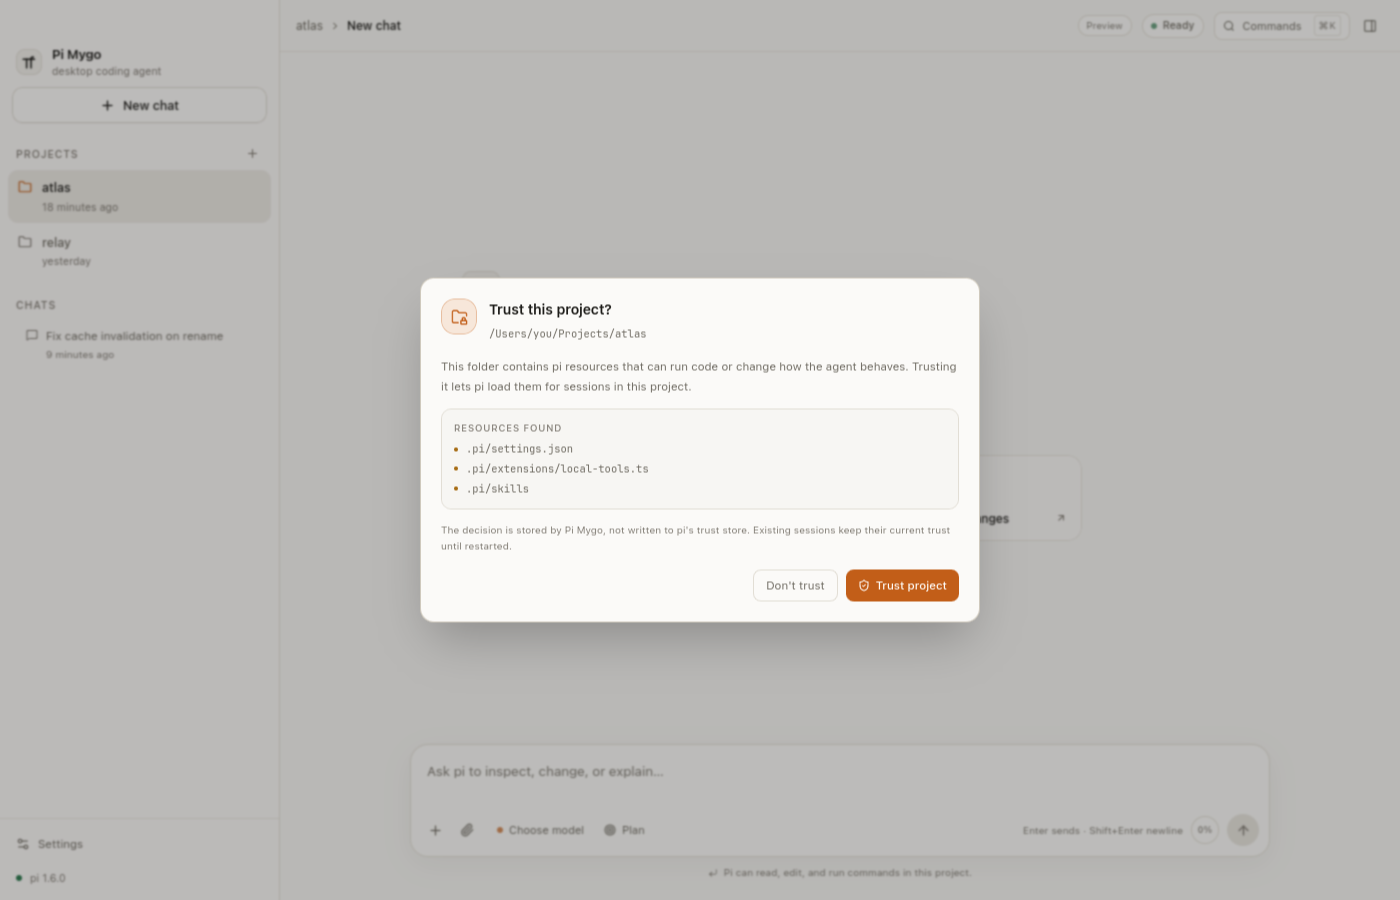 Pi Mygo
desktop coding agent
New chat
PROJECTS
atlas
18 minutes ago
relay
yesterday
CHATS
Fix cache invalidation on rename
9 minutes ago
Settings
pi 1.6.0
atlas > New chat
Preview
Ready
Commands ⌘K
Trust this project?
/Users/you/Projects/atlas
This folder contains pi resources that can run code or change how the agent behaves. Trusting
it lets pi load them for sessions in this project.
RESOURCES FOUND
.pi/settings.json
.pi/extensions/local-tools.ts
.pi/skills
The decision is stored by Pi Mygo, not written to pi's trust store. Existing sessions keep their current trust
until restarted.
Don't trust
Trust project
Ask pi to inspect, change, or explain...
Choose model
Plan
Enter sends · Shift+Enter newline
0%
Pi can read, edit, and run commands in this project.